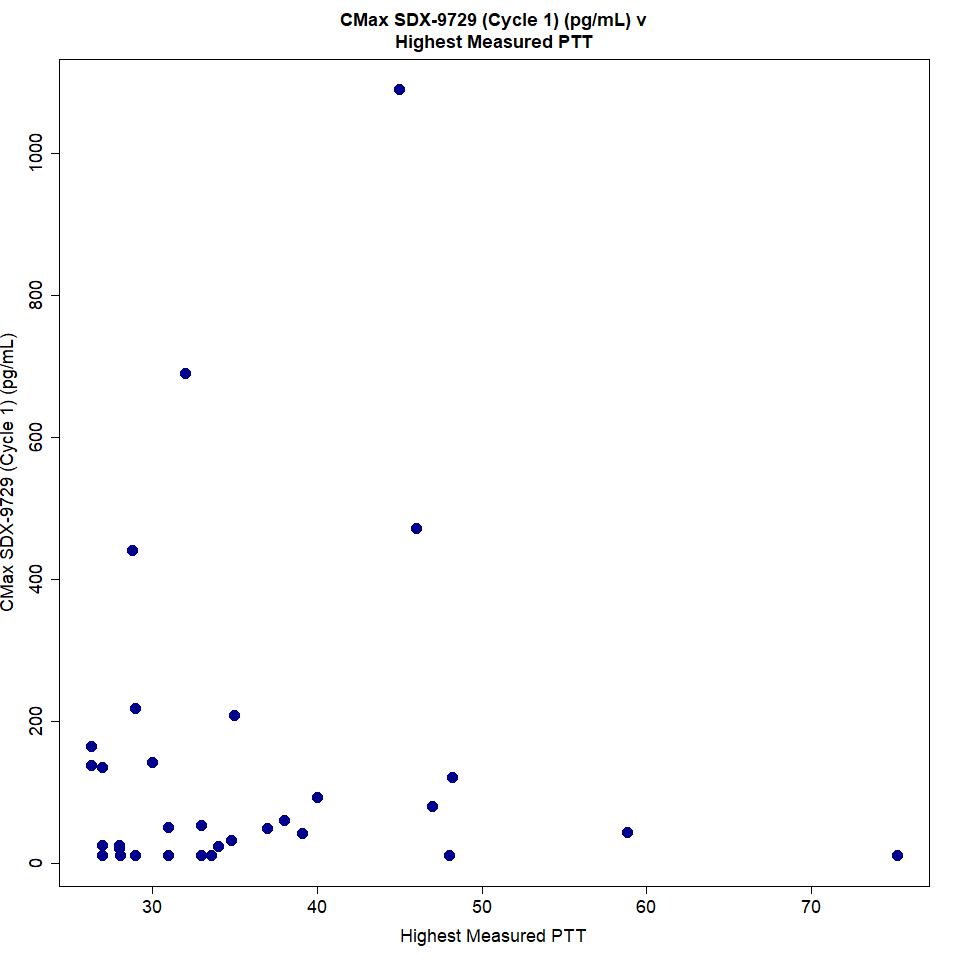 CMax SDX-9729 (Cycle 1) (pg/mL) v
Highest Measured PTT
CMax SDX-9729 (Cycle 1) (pg/mL)
1000
800
600
400
200
0
30 40 50 60 70
Highest Measured PTT